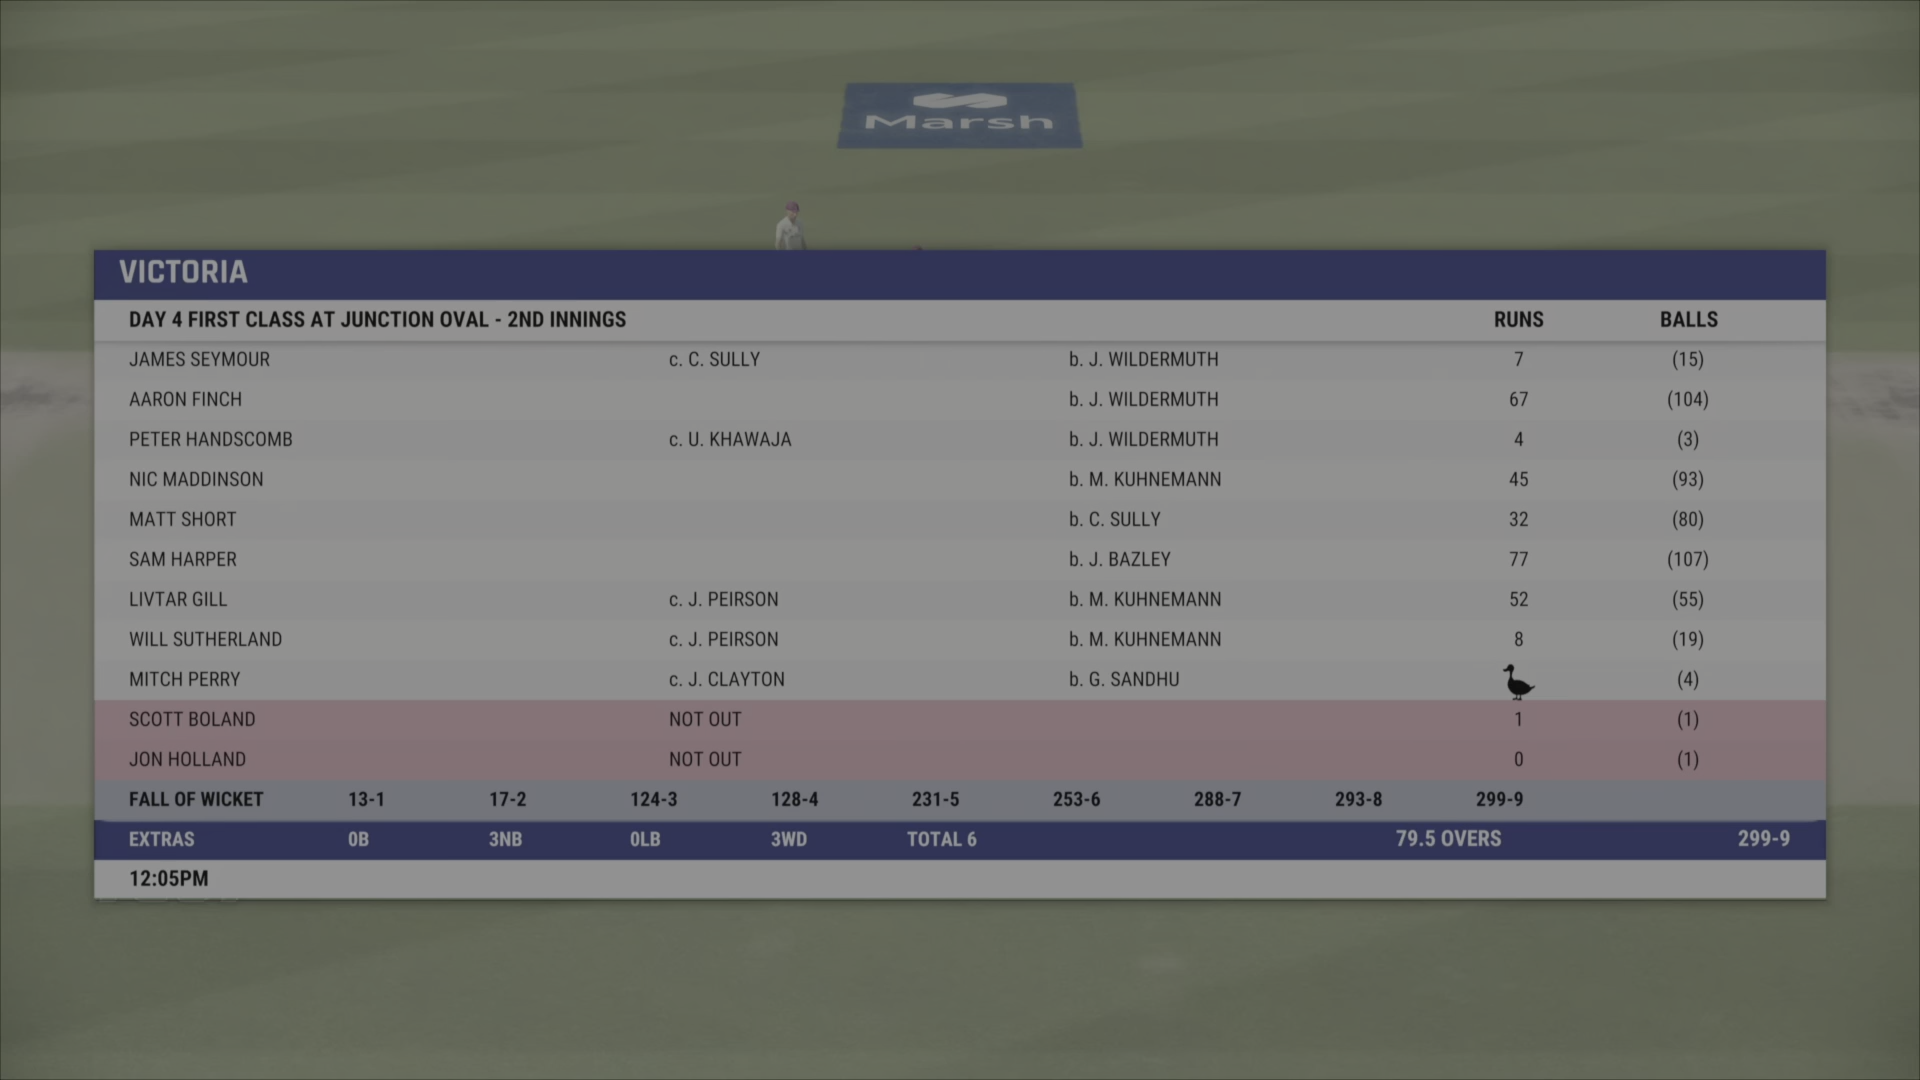 Marsh
VICTORIA
DAY 4 FIRST CLASS AT JUNCTION OVAL - 2ND INNINGS RUNS BALLS
JAMES SEYMOUR c. C. SULLY b. J. WILDERMUTH 7 (15)
AARON FINCH b. J. WILDERMUTH 67 (104)
PETER HANDSCOMB c. U. KHAWAJA b. J. WILDERMUTH 4 (3)
NIC MADDINSON b. M. KUHNEMANN 45 (93)
MATT SHORT b. C. SULLY 32 (80)
SAM HARPER b. J. BAZLEY 77 (107)
LIVTAR GILL c. J. PEIRSON b. M. KUHNEMANN 52 (55)
WILL SUTHERLAND c. J. PEIRSON b. M. KUHNEMANN 8 (19)
MITCH PERRY c. J. CLAYTON b. G. SANDHU (4)
SCOTT BOLAND NOT OUT 1 (1)
JON HOLLAND NOT OUT 0 (1)
FALL OF WICKET 13-1 17-2 124-3 128-4 231-5 253-6 288-7 293-8 299-9
EXTRAS 0B 3NB 0LB 3WD TOTAL 6 79.5 OVERS 299-9
12:05PM